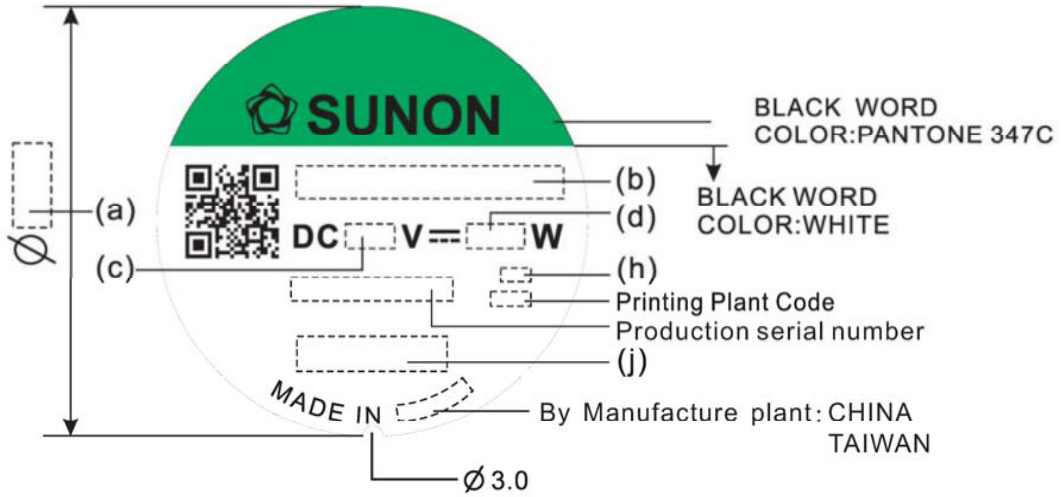 SUNON
BLACK WORD
COLOR:PANTONE 347C
BLACK WORD
COLOR:WHITE
(a)
(b)
(c)
(d)
DC V W
(h)
Printing Plant Code
Production serial number
(j)
MADE IN
By Manufacture plant: CHINA
TAIWAN
Ø
Ø 3.0